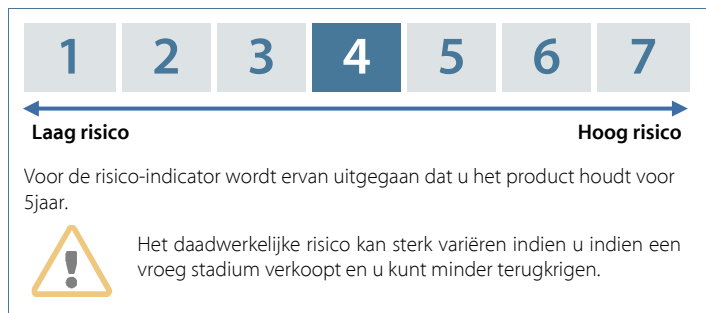 1 2 3 4 5 6 7
Laag risico Hoog risico
Voor de risico-indicator wordt ervan uitgegaan dat u het product houdt voor
5jaar.
Het daadwerkelijke risico kan sterk variëren indien u indien een
vroeg stadium verkoopt en u kunt minder terugkrigen.